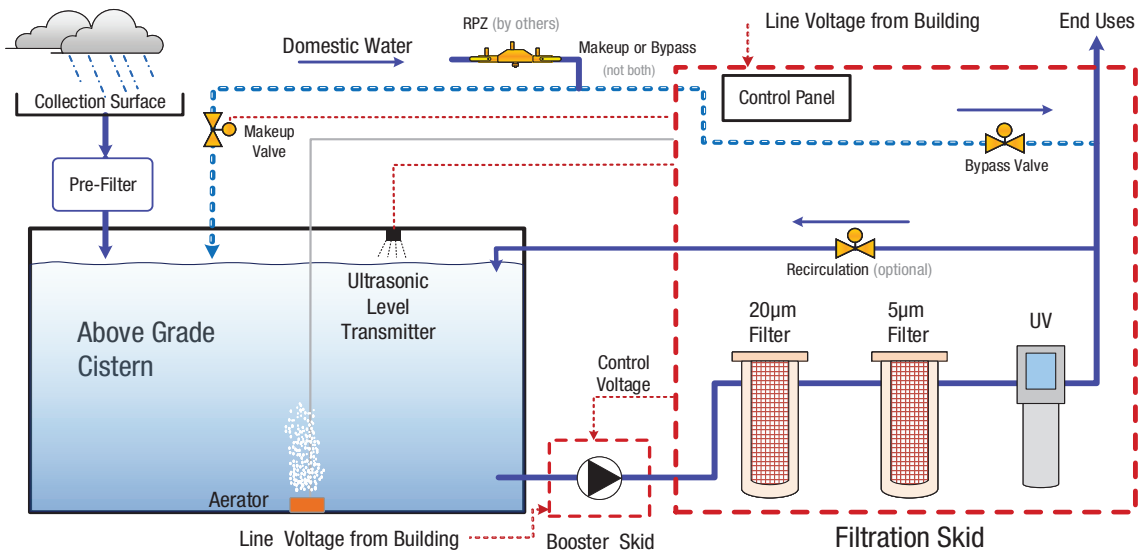 RPZ (by others)
Line Voltage from Building
End Uses
Domestic Water
Makeup or Bypass
(not both)
Collection Surface
Control Panel
Makeup
Valve
Bypass Valve
Pre-Filter
Recirculation (optional)
Ultrasonic
Level
Transmitter
Above Grade
Cistern
20µm
Filter
5µm
Filter
UV
Control
Voltage
Aerator
Line Voltage from Building
Booster Skid
Filtration Skid